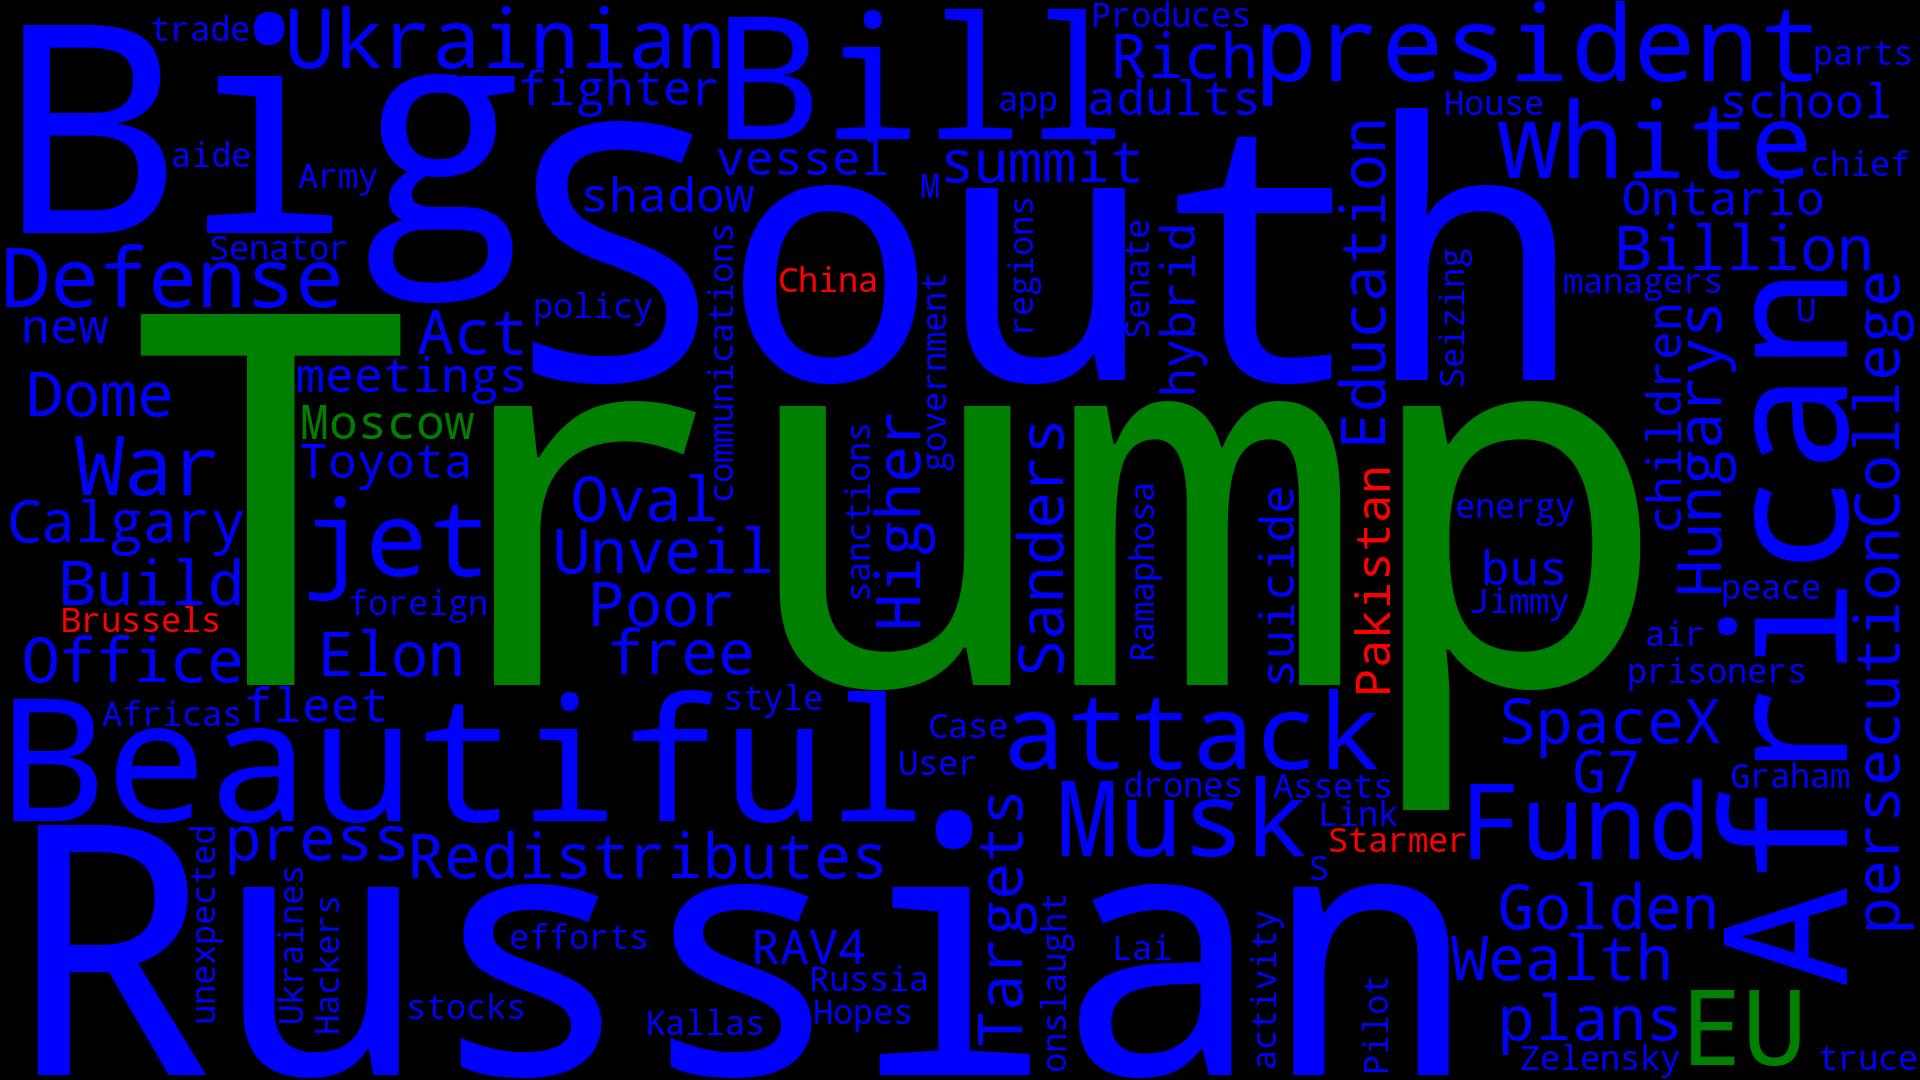 trade
Big
Ukrainian
Bill
Produces
Rich
president
parts
fighter
app
adults
House
school
aide
Army
vessel
summit
White
chief
shadow
M
South
Education
Ontario
Senator
Defense
communications
regions
Senate
hybrid
Seizing
Billion
China
managers
policy
government
new
Act
children
Hungarys
u
African
College
Dome
meetings
Trump
Moscow
War
Toyota
sanctions
Higher
Sanders
Ramaphosa
suicide
Pakistan
energy
Calgary
jet
Oval
Unveil
bus
Build
foreign
Poor
Jimmy
peace
Brussels
Office
Elon
free
air
prisoners
persecution
Africas
fleet
style
Beautiful
Case
attack
SpaceX
User
G7
drones
Assets
Graham
Link
Musk
Fund
Starmer
press
Redistributes
Targets
S
Russian
unexpected
Ukraines
Hackers
efforts
RAV4
onslaught
Lai
activity
Golden
Wealth
Russia
stocks
Kallas
Hopes
Pilot
plans
EU
Zelensky
truce